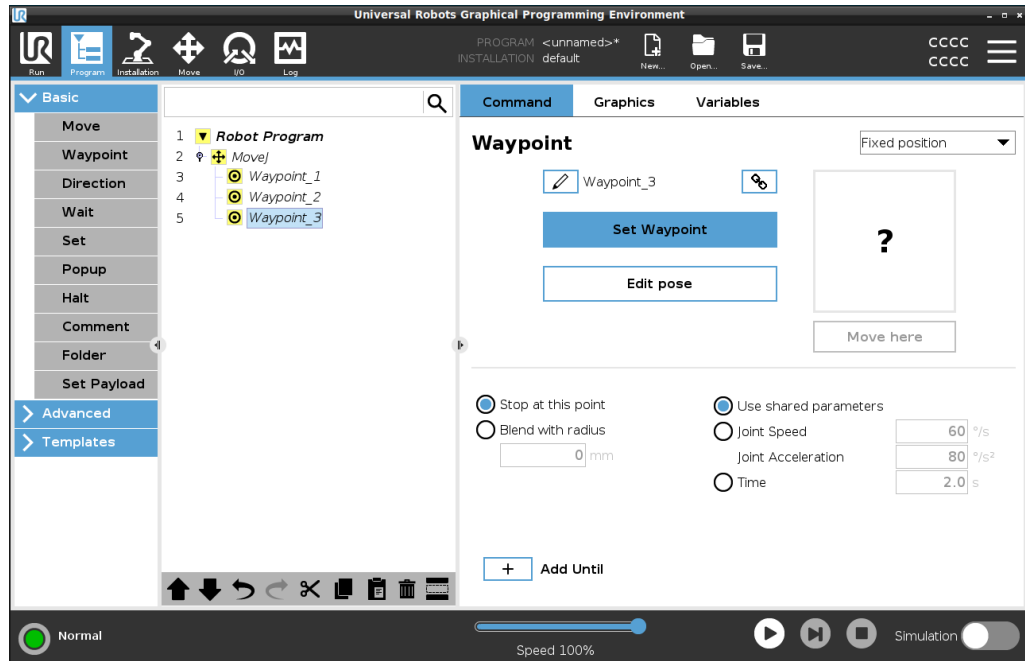 Universal Robots Graphical Programming Environment
PROGRAM <unnamed>*
INSTALLATION default
Run Program Installation Move I/O Log New... Open... Save...
CCCC
CCCC
Basic
Move
Waypoint
Direction
Wait
Set
Popup
Halt
Comment
Folder
Set Payload
Advanced
Templates
1 Robot Program
2 MoveJ
3 Waypoint_1
4 Waypoint_2
5 Waypoint_3
Command Graphics Variables
Waypoint
Fixed position
Waypoint_3
Set Waypoint
?
Edit pose
Move here
Stop at this point
Blend with radius
0 mm
Use shared parameters
Joint Speed 60 °/s
Joint Acceleration 80 °/s²
Time 2.0 s
+ Add Until
Normal
Speed 100%
Simulation